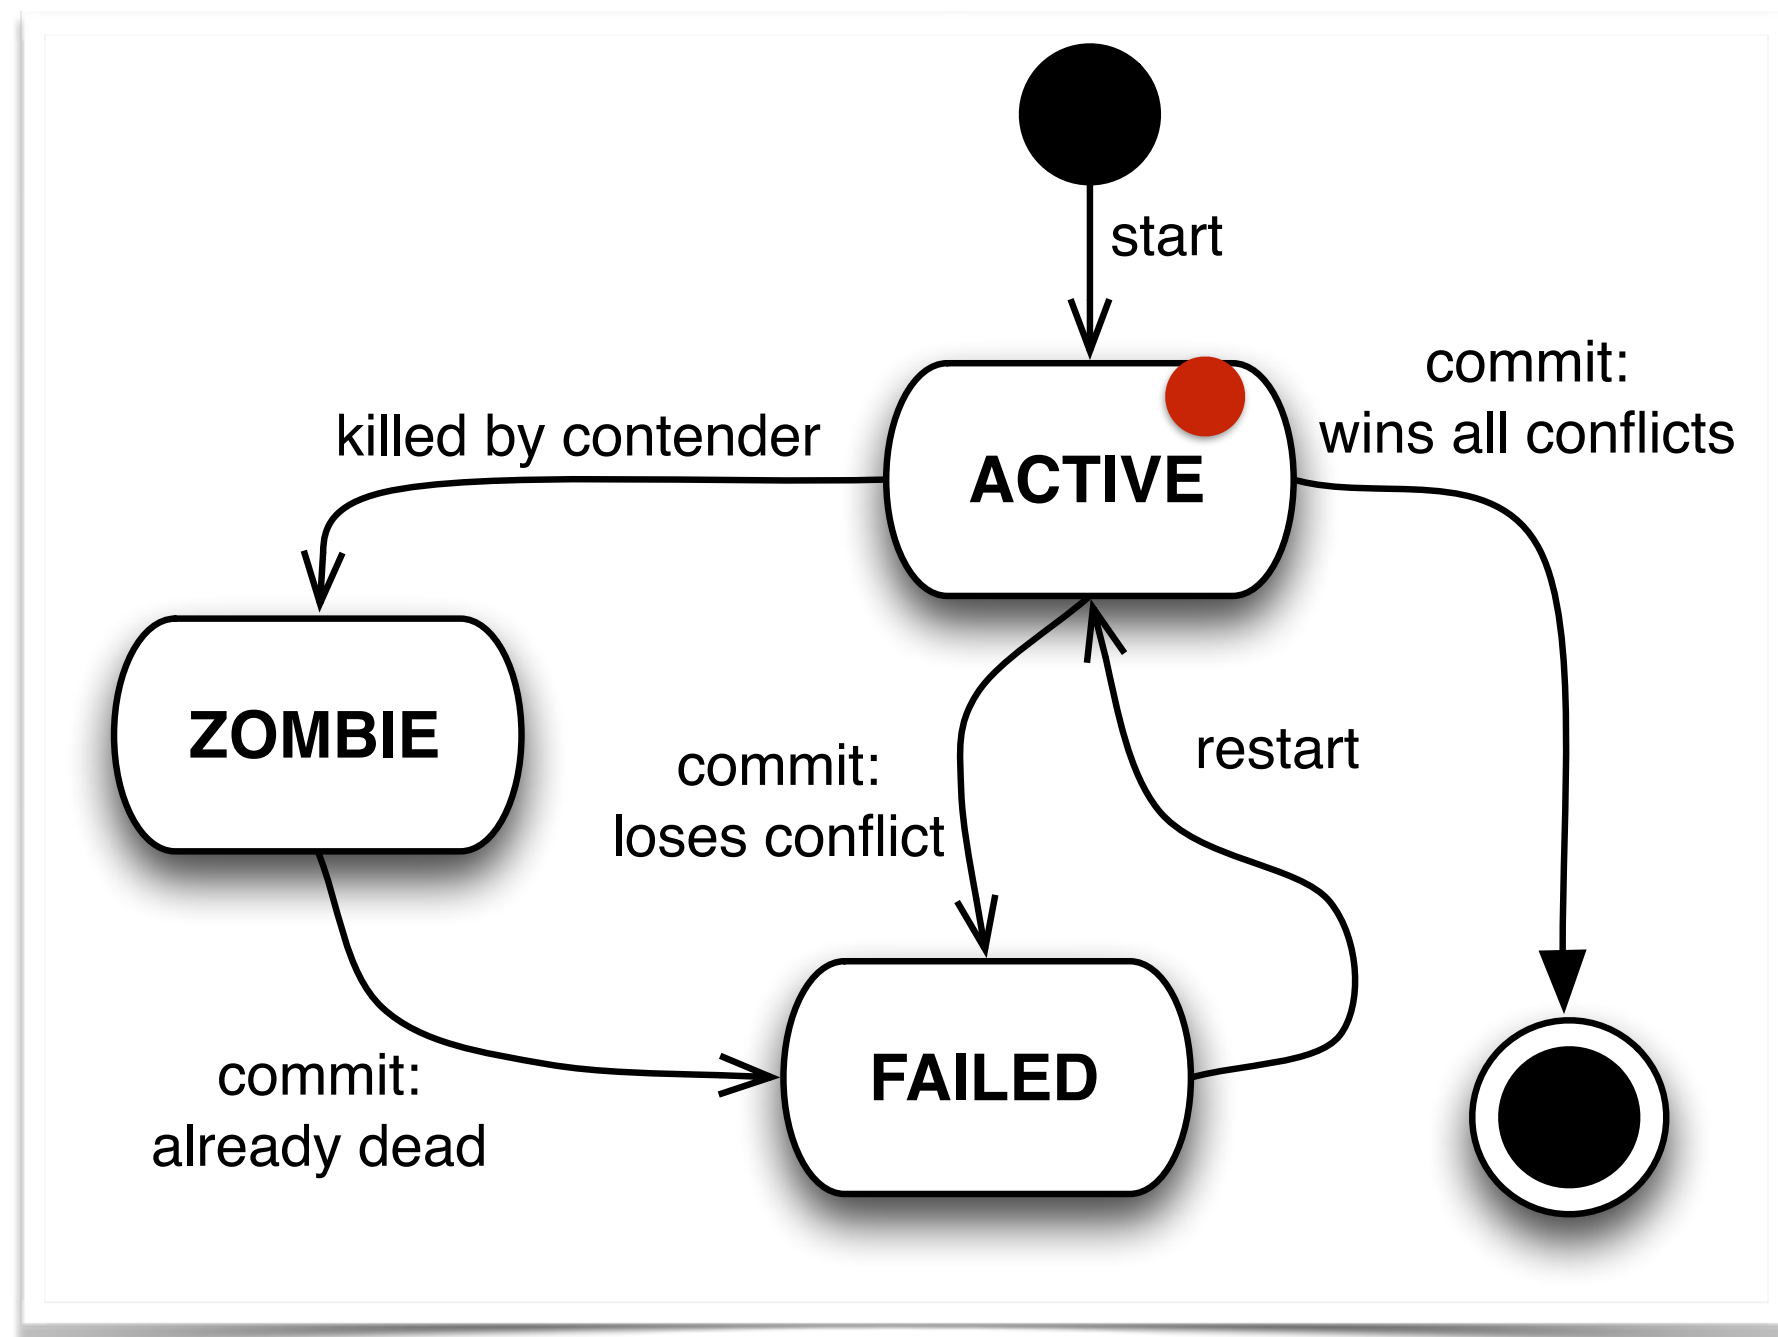 start
commit:
wins all conflicts
killed by contender
ACTIVE
ZOMBIE
commit:
loses conflict
restart
commit:
already dead
FAILED